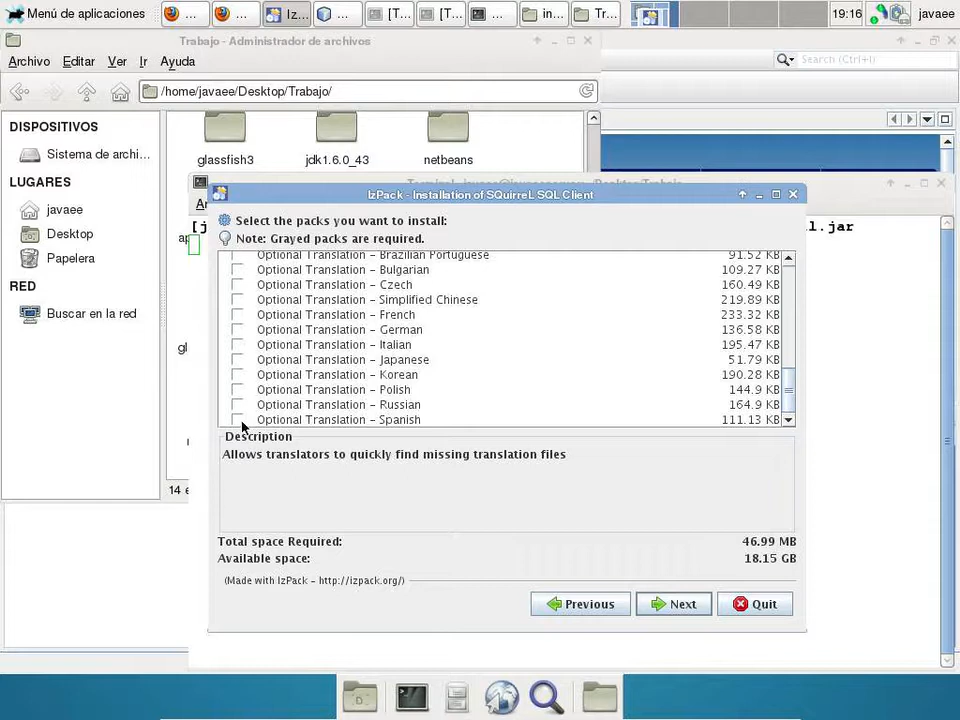 Menú de aplicaciones
...
...
Iz...
...
[T...
[T...
...
in...
Tr...
19:16
javaee
Trabajo - Administrador de archivos
Archivo Editar Ver Ir Ayuda
Search (Ctrl+I)
/home/javaee/Desktop/Trabajo/
DISPOSITIVOS
Sistema de archi...
LUGARES
javaee
Desktop
Papelera
RED
Buscar en la red
glassfish3
jdk1.6.0_43
netbeans
IzPack - Installation of SQuirreL SQL Client
[j
l.jar
Select the packs you want to install:
Note: Grayed packs are required.
Optional Translation - Brazilian Portuguese 91.52 KB
Optional Translation - Bulgarian 109.27 KB
Optional Translation - Czech 160.49 KB
Optional Translation - Simplified Chinese 219.89 KB
Optional Translation - French 233.32 KB
Optional Translation - German 136.58 KB
Optional Translation - Italian 195.47 KB
Optional Translation - Japanese 51.79 KB
Optional Translation - Korean 190.28 KB
Optional Translation - Polish 144.9 KB
Optional Translation - Russian 164.9 KB
Optional Translation - Spanish 111.13 KB
Description
Allows translators to quickly find missing translation files
14 e
Total space Required: 46.99 MB
Available space: 18.15 GB
(Made with IzPack - http://izpack.org/)
Previous
Next
Quit